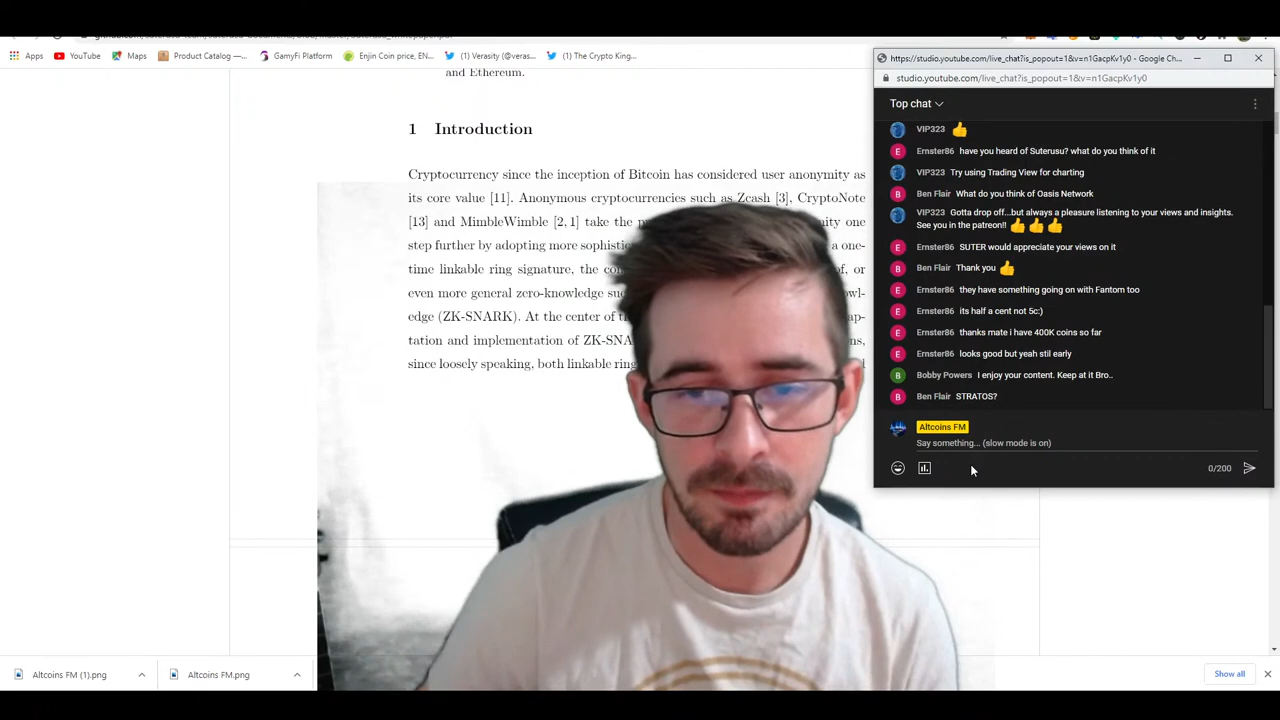 Apps
YouTube
Maps
Product Catalog —...
GamyFi Platform
Enjin Coin price, EN...
(1) Verasity (@veras...
(1) The Crypto King...
and Ethereum.
1 Introduction
Cryptocurrency since the inception of Bitcoin has considered user anonymity as
its core value [11]. Anonymous cryptocurrencies such as Zcash [3], CryptoNote
[13] and MimbleWimble [2, 1] take the
step further by adopting more
time linkable ring signature, the
even more general zero-knowledge
edge (ZK-SNARK). At the center of
tation and implementation of
since loosely speaking, both linkable
https://studio.youtube.com/live_chat?is_popout=1&v=n1GacpKv1y0 - Google Ch...
studio.youtube.com/live_chat?is_popout=1&v=n1GacpKv1y0
Top chat
VIP323 👍
Ernster86 have you heard of Suterusu? what do you think of it
VIP323 Try using Trading View for charting
Ben Flair What do you think of Oasis Network
VIP323 Gotta drop off...but always a pleasure listening to your views and insights.
See you in the patreon!! 👍👍👍
Ernster86 SUTER would appreciate your views on it
Ben Flair Thank you 👍
Ernster86 they have something going on with Fantom too
Ernster86 its half a cent not 5c:)
Ernster86 thanks mate i have 400K coins so far
Ernster86 looks good but yeah stil early
Bobby Powers I enjoy your content. Keep at it Bro..
Ben Flair STRATOS?
Altcoins FM
Say something... (slow mode is on)
0/200
Altcoins FM (1).png
Altcoins FM.png
Show all